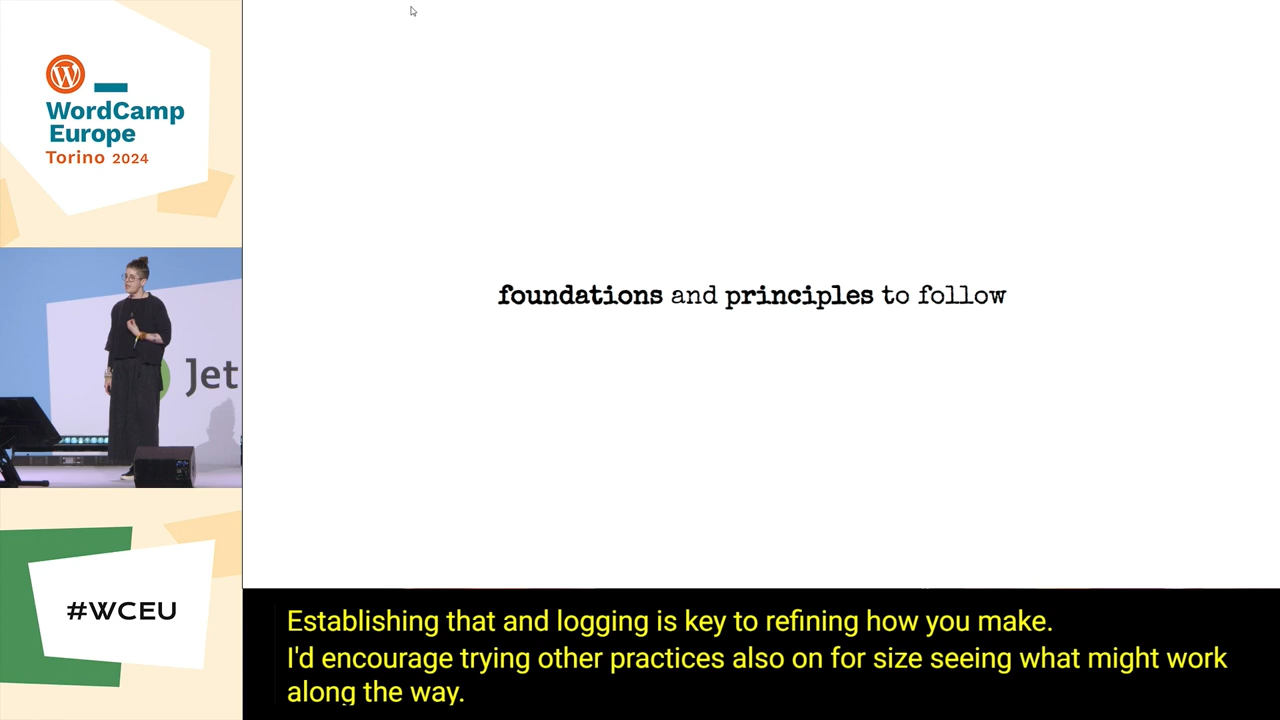 WordCamp
Europe
Torino 2024
foundations and principles to follow
Jet
#WCEU
Establishing that and logging is key to refining how you make.
I'd encourage trying other practices also on for size seeing what might work
along the way.